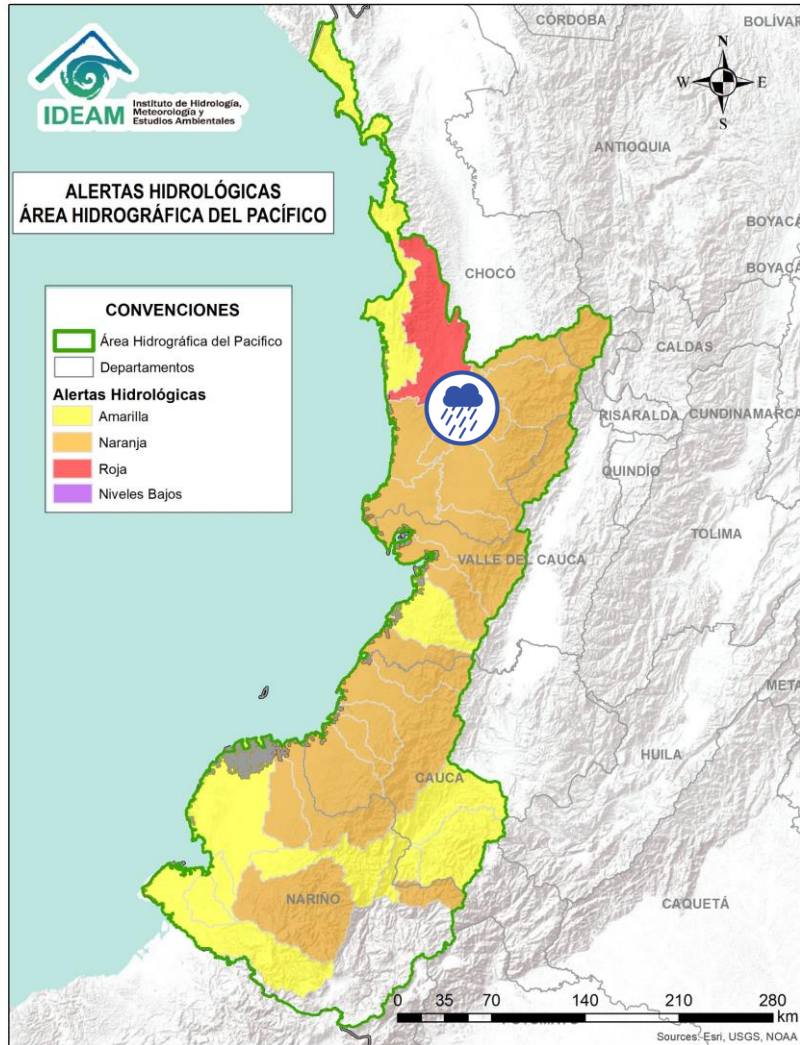 IDEAM
Instituto de Hidrología,
Meteorología y
Estudios Ambientales
ALERTAS HIDROLÓGICAS
ÁREA HIDROGRÁFICA DEL PACÍFICO
CONVENCIONES
Área Hidrográfica del Pacifico
Departamentos
Alertas Hidrológicas
Amarilla
Naranja
Roja
Niveles Bajos
CÓRDOBA
BOLÍVAR
N
W E
S
ANTIOQUIA
BOYACÁ
CHOCÓ
BOYACÁ
CALDAS
RISARALDA
CUNDINAMARCA
QUINDÍO
TOLIMA
VALLE DEL CAUCA
META
HUILA
CAUCA
NARIÑO
CAQUETÁ
0 35 70 140 210 280
km
Sources: Esri, USGS, NOAA